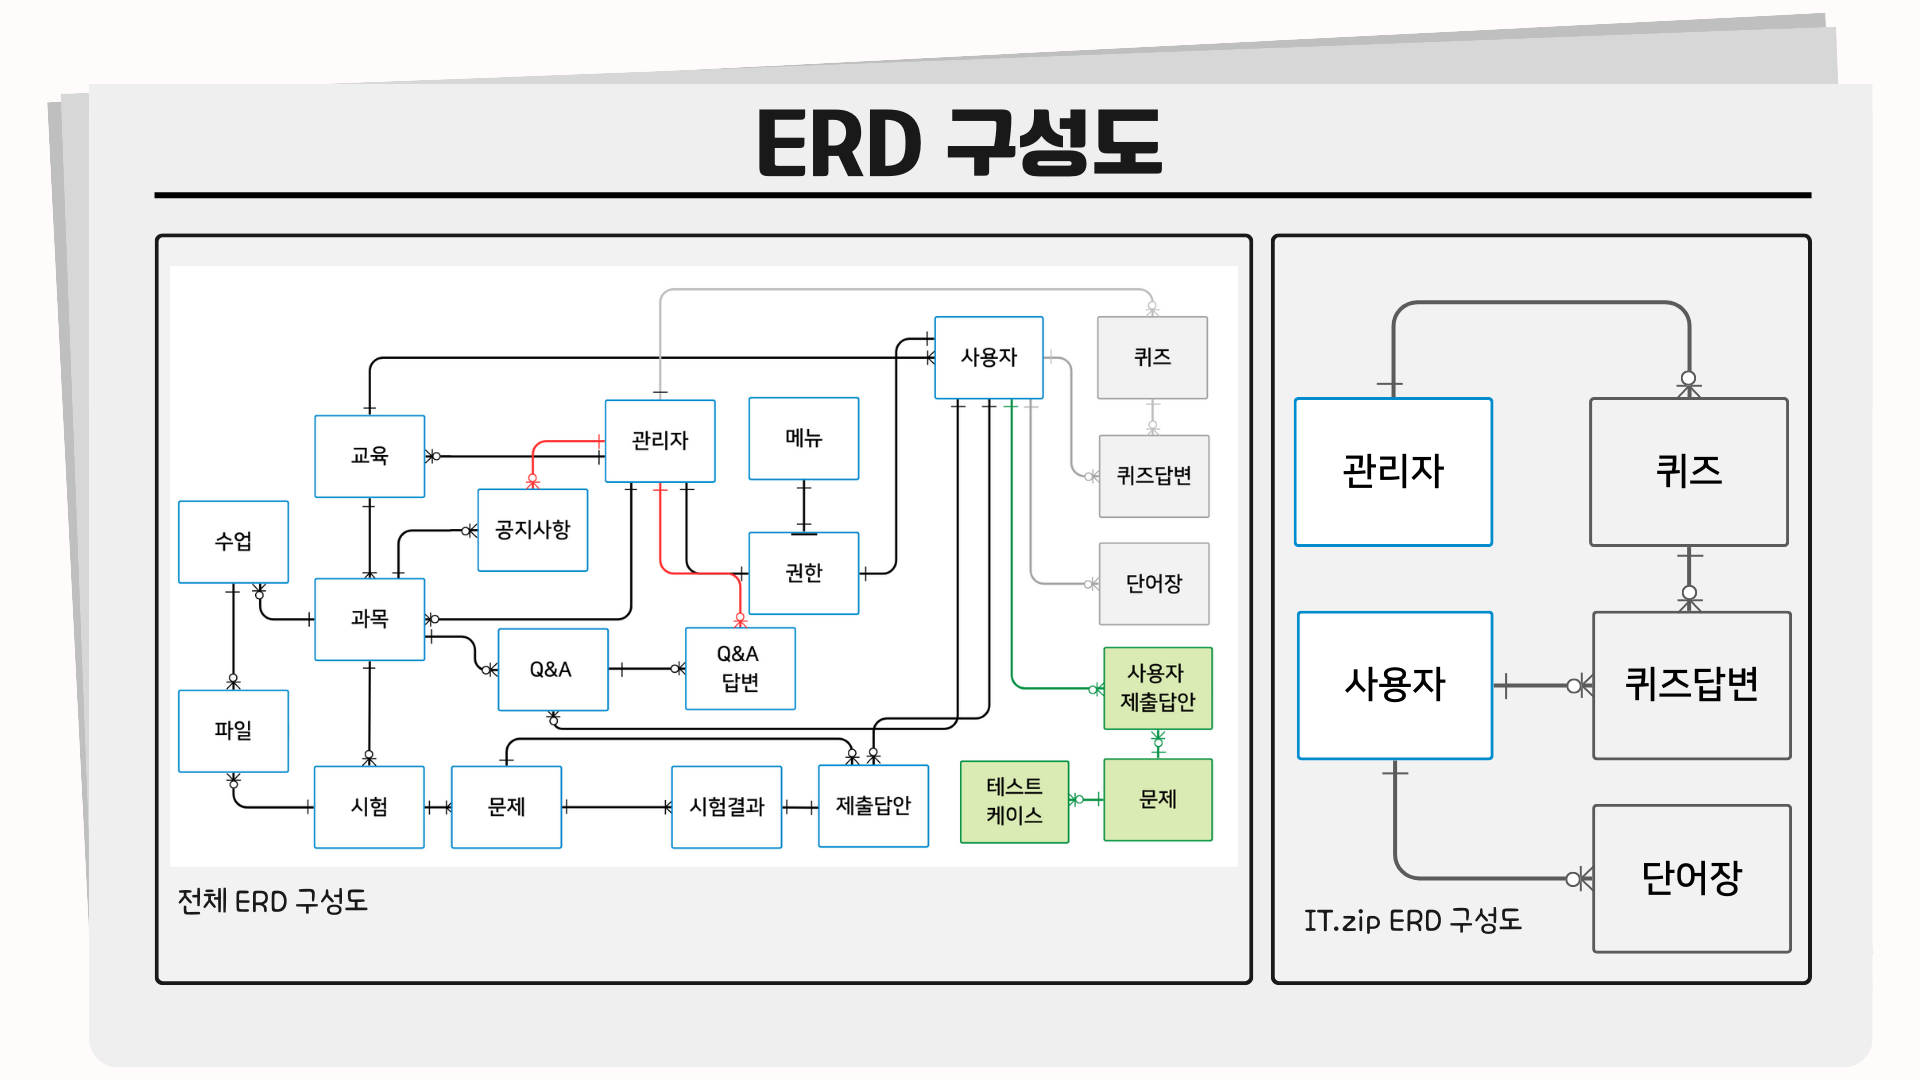 ERD 구성도
사용자
퀴즈
교육
관리자
메뉴
퀴즈답변
수업
공지사항
권한
단어장
과목
Q&A
Q&A
답변
사용자
제출답안
파일
시험
문제
시험결과
제출답안
테스트
케이스
문제
전체 ERD 구성도
관리자
퀴즈
사용자
퀴즈답변
단어장
IT.zip ERD 구성도